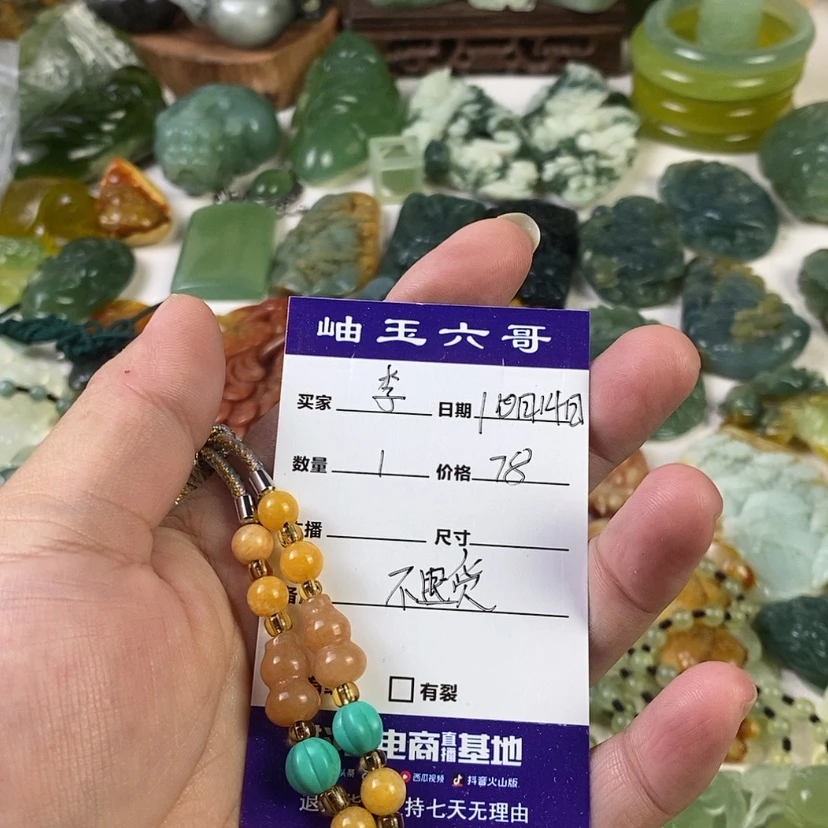 岫玉六哥
买家 李 日期 10月14日
数量 1 价格 78
播 尺寸
不退货
有裂
电商直播基地
西瓜视频 抖音火山版
退 持七天无理由